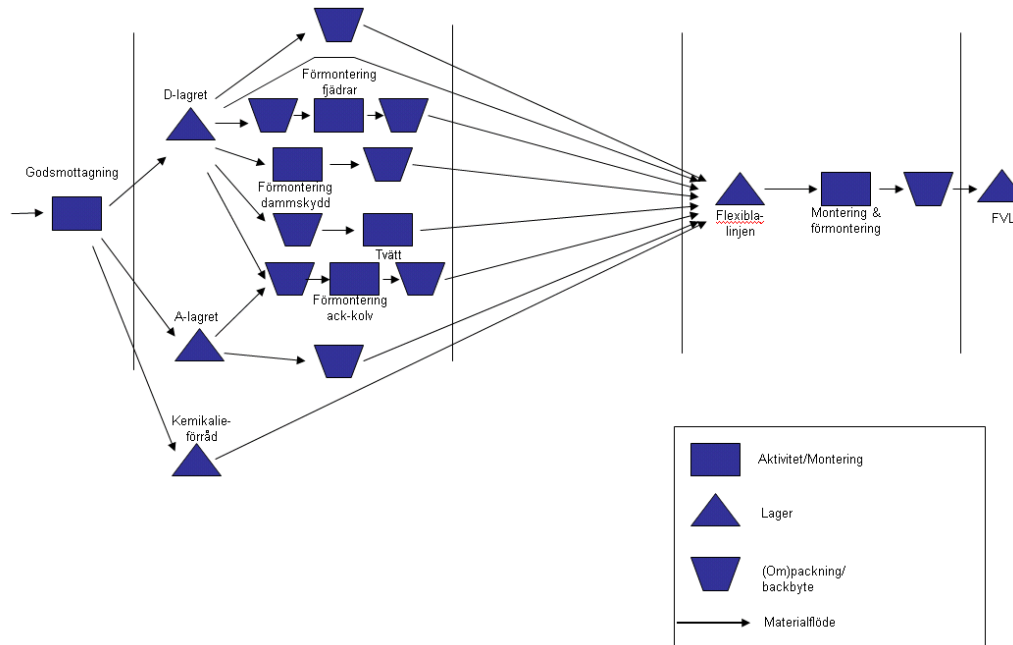 Godsmottagning
D-lagret
Förmontering
fjädrar
Förmontering
dammskydd
Tvätt
Förmontering
ack-kolv
A-lagret
Kemikalie-
förråd
Flexibla-
linjen
Montering &
förmontering
FVL
Aktivitet/Montering
Lager
(Om)packning/
backbyte
Materialflöde